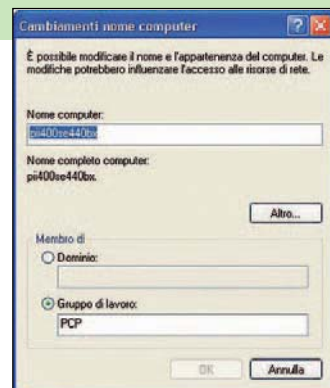 Cambiamenti nome computer
È possibile modificare il nome e l'appartenenza del computer. Le
modifiche potrebbero influenzare l'accesso alle risorse di rete.
Nome computer:
pii400se440bx
Nome completo computer:
pii400se440bx.
Altro...
Membro di
Dominio:
Gruppo di lavoro:
PCP
OK
Annulla